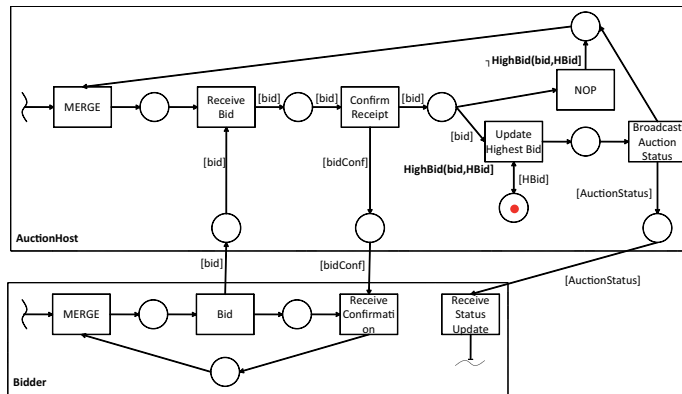 ┐HighBid(bid,HBid]
MERGE
Receive
Bid
[bid]
[bid]
Confirm
Receipt
[bid]
NOP
[bid]
Update
Highest Bid
Broadcast
Auction
Status
[bid]
[bidConf]
HighBid(bid,HBid]
[HBid]
[AuctionStatus]
AuctionHost
[bid]
[bidConf]
[AuctionStatus]
MERGE
Bid
Receive
Confirmati
on
Receive
Status
Update
Bidder